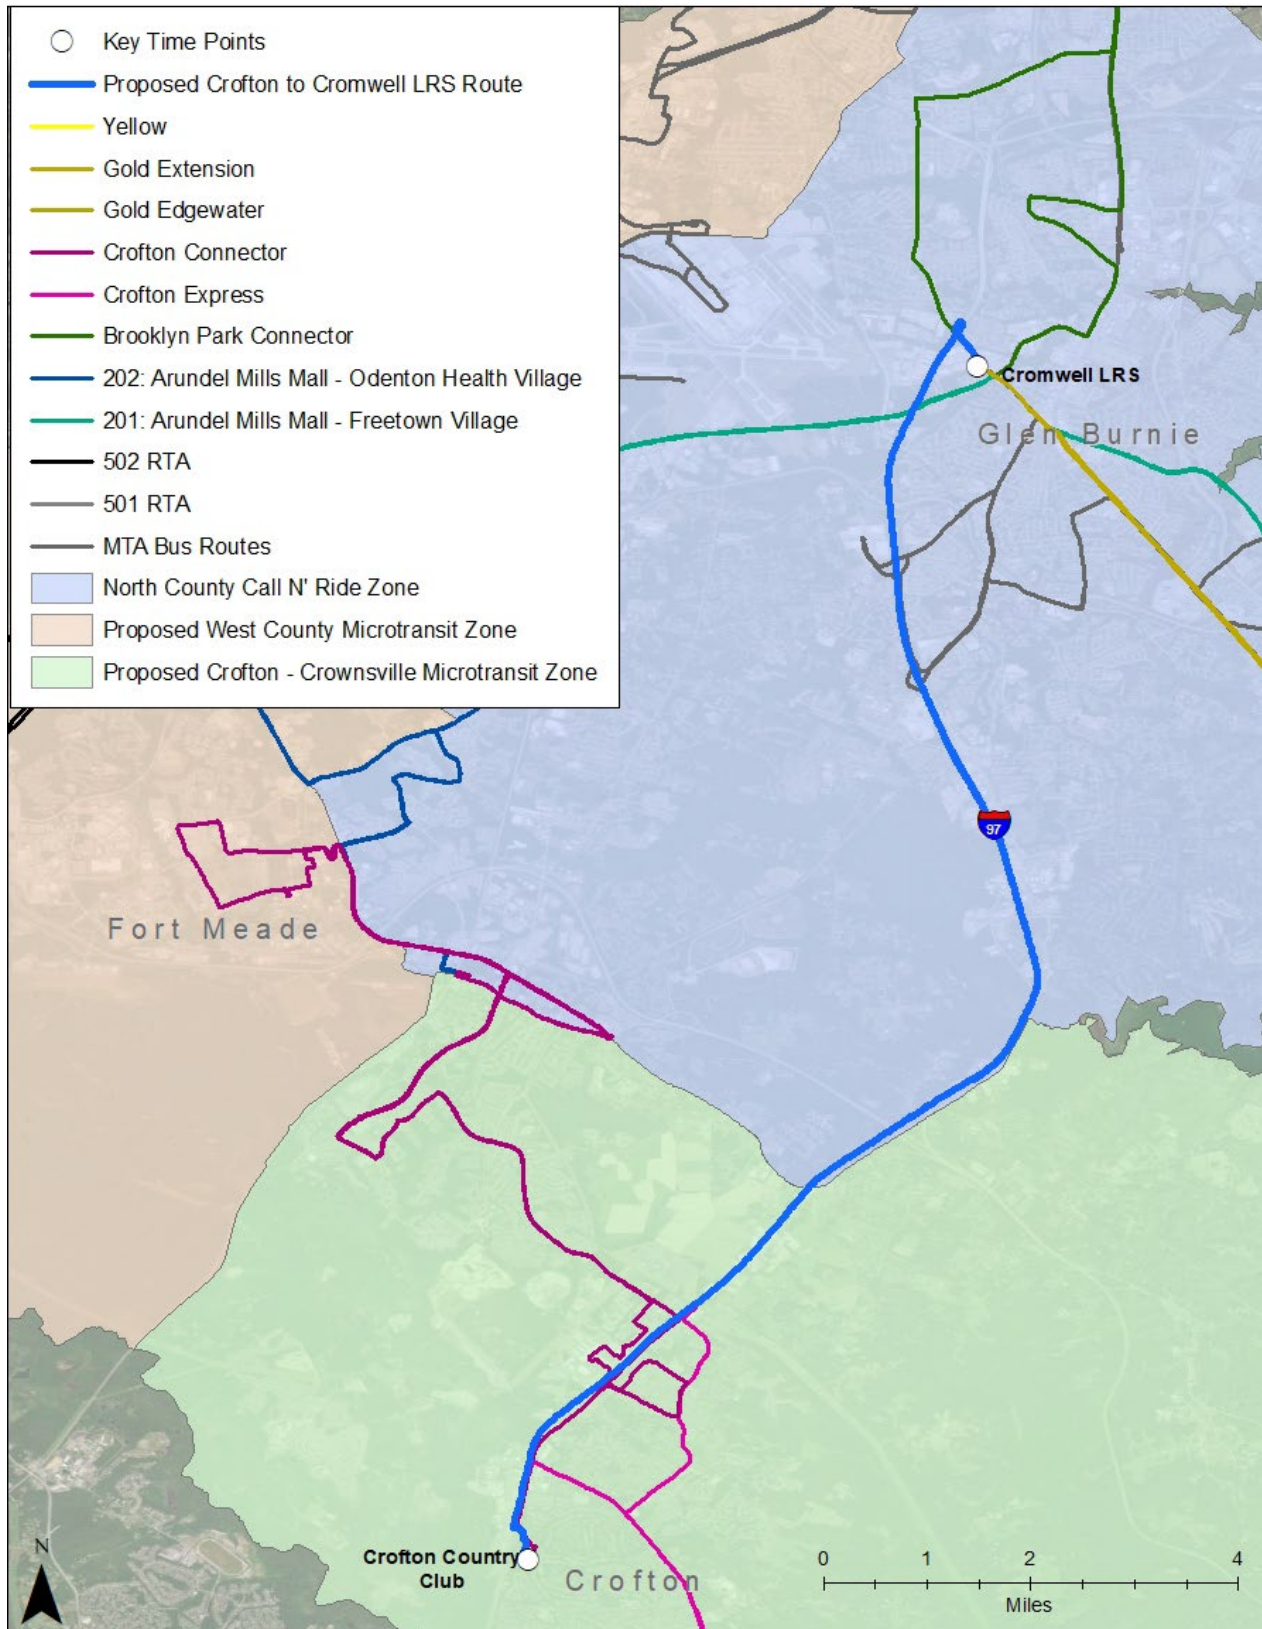 Key Time Points
Proposed Crofton to Cromwell LRS Route
Yellow
Gold Extension
Gold Edgewater
Crofton Connector
Crofton Express
Brooklyn Park Connector
202: Arundel Mills Mall - Odenton Health Village
201: Arundel Mills Mall - Freetown Village
502 RTA
501 RTA
MTA Bus Routes
North County Call N' Ride Zone
Proposed West County Microtransit Zone
Proposed Crofton - Crownsville Microtransit Zone
Cromwell LRS
Glen Burnie
97
Fort Meade
Crofton Country
Club
Crofton
N
0 1 2 4
Miles